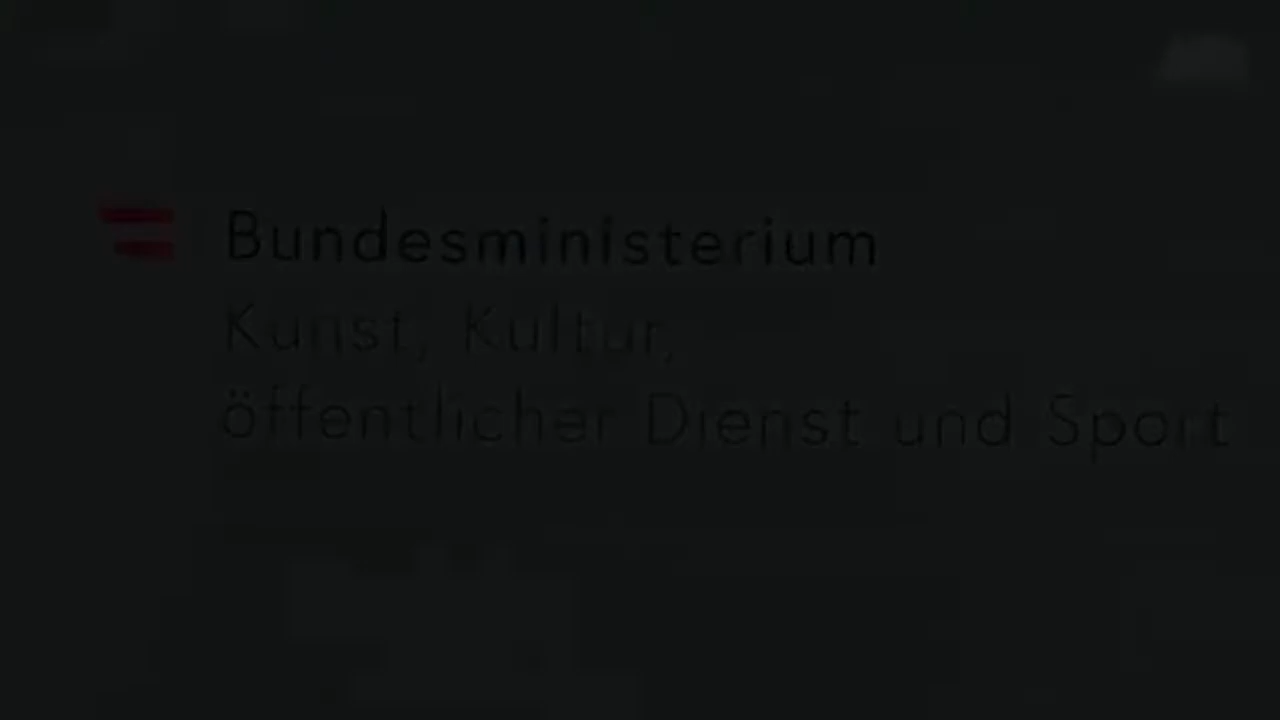 Bundesministerium
Kunst, Kultur,
öffentlicher Dienst und Sport